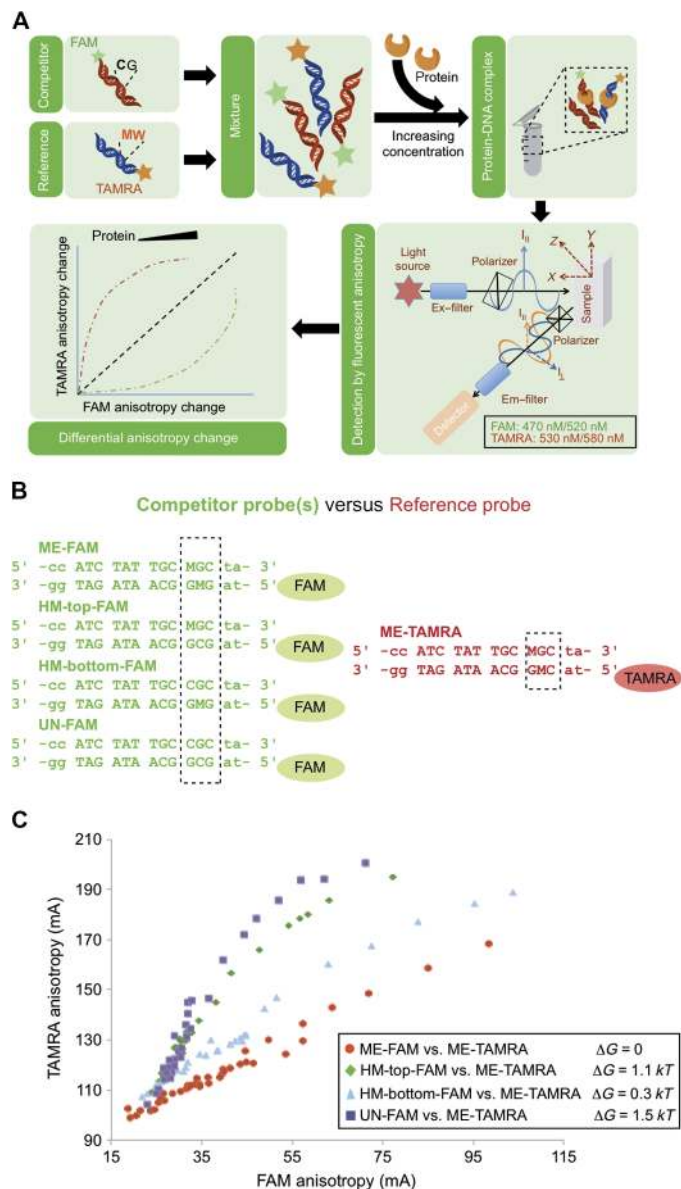 A
Competitor
FAM
CG
Reference
MW
TAMRA
Mixture
Protein
Increasing
concentration
Protein-DNA complex
Protein
TAMRA anisotropy change
FAM anisotropy change
Differential anisotropy change
Detection by fluorescent anisotropy
Light
source
Ex–filter
Polarizer
I||
Z
Y
X
Sample
I||
Polarizer
I⊥
Em-filter
Detector
FAM: 470 nM/520 nM
TAMRA: 530 nM/580 nM
B
Competitor probe(s) versus Reference probe
ME-FAM
5' -cc ATC TAT TGC MGC ta- 3'
3' -gg TAG ATA ACG GMG at- 5'
FAM
HM-top-FAM
5' -cc ATC TAT TGC MGC ta- 3'
3' -gg TAG ATA ACG GCG at- 5'
FAM
HM-bottom-FAM
5' -cc ATC TAT TGC CGC ta- 3'
3' -gg TAG ATA ACG GMG at- 5'
FAM
UN-FAM
5' -cc ATC TAT TGC CGC ta- 3'
3' -gg TAG ATA ACG GCG at- 5'
FAM
ME-TAMRA
5' -cc ATC TAT TGC MGC ta- 3'
3' -gg TAG ATA ACG GMC at- 5'
TAMRA
C
TAMRA anisotropy (mA)
210
190
170
150
130
110
90
15 35 55 75 95 115
FAM anisotropy (mA)
ME-FAM vs. ME-TAMRA ΔG = 0
HM-top-FAM vs. ME-TAMRA ΔG = 1.1 kT
HM-bottom-FAM vs. ME-TAMRA ΔG = 0.3 kT
UN-FAM vs. ME-TAMRA ΔG = 1.5 kT